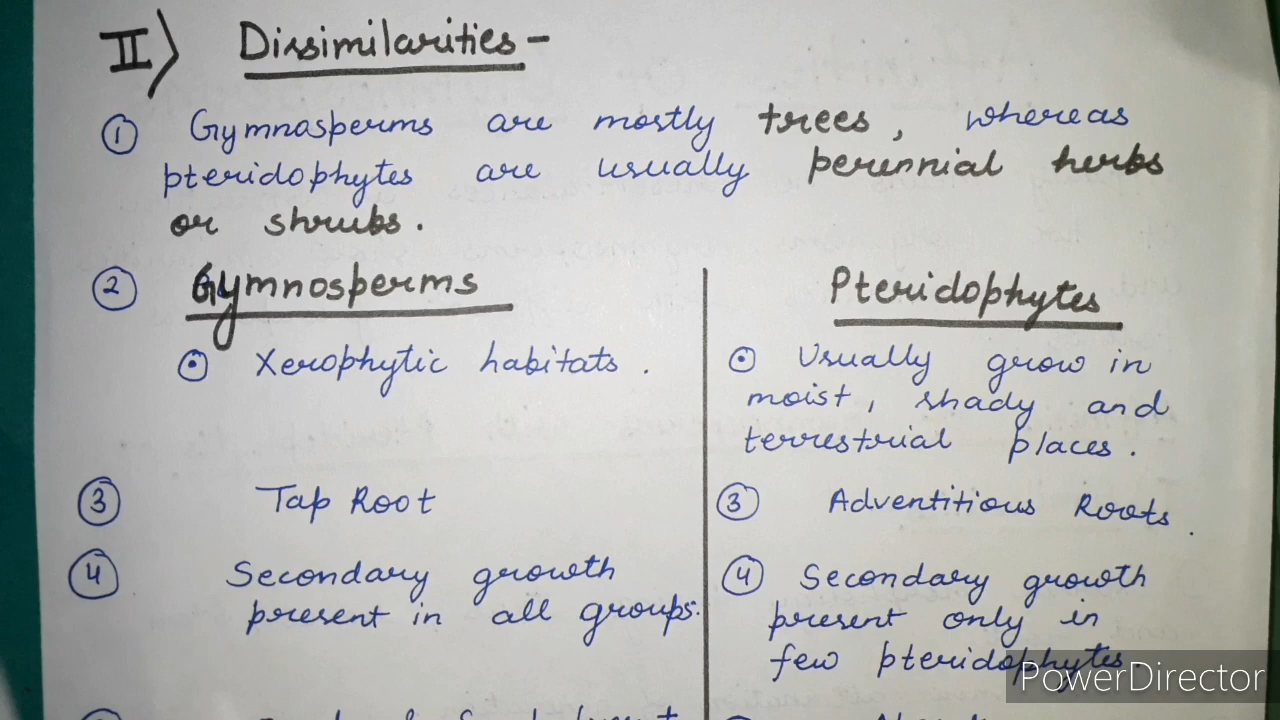 II) Dissimilarities -
① Gymnosperms are mostly trees, whereas
pteridophytes are usually perennial herbs
or shrubs.
② Gymnosperms
⊙ Xerophytic habitats.
③ Tap Root
④ Secondary growth
present in all groups.
Pteridophytes
⊙ Usually grow in
moist, shady and
terrestrial places.
③ Adventitious Roots.
④ Secondary growth
present only in
few pteridophytes.
PowerDirector